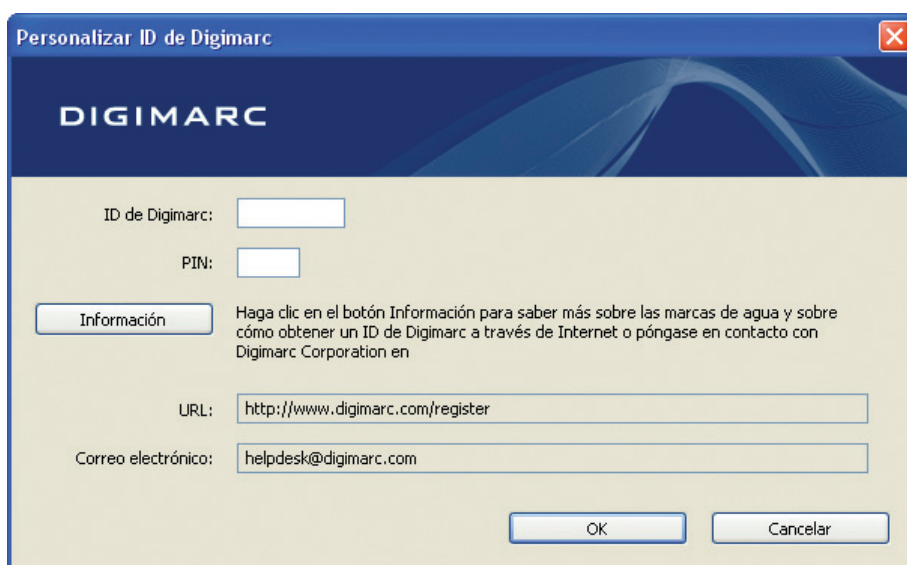 Personalizar ID de Digimarc
DIGIMARC
ID de Digimarc:
PIN:
Información
Haga clic en el botón Información para saber más sobre las marcas de agua y sobre
cómo obtener un ID de Digimarc a través de Internet o póngase en contacto con
Digimarc Corporation en
URL: http://www.digimarc.com/register
Correo electrónico: helpdesk@digimarc.com
OK Cancelar